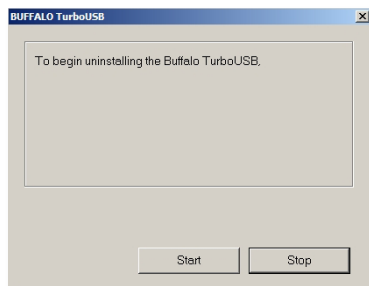 BUFFALO TurboUSB
To begin uninstalling the Buffalo TurboUSB,
Start
Stop